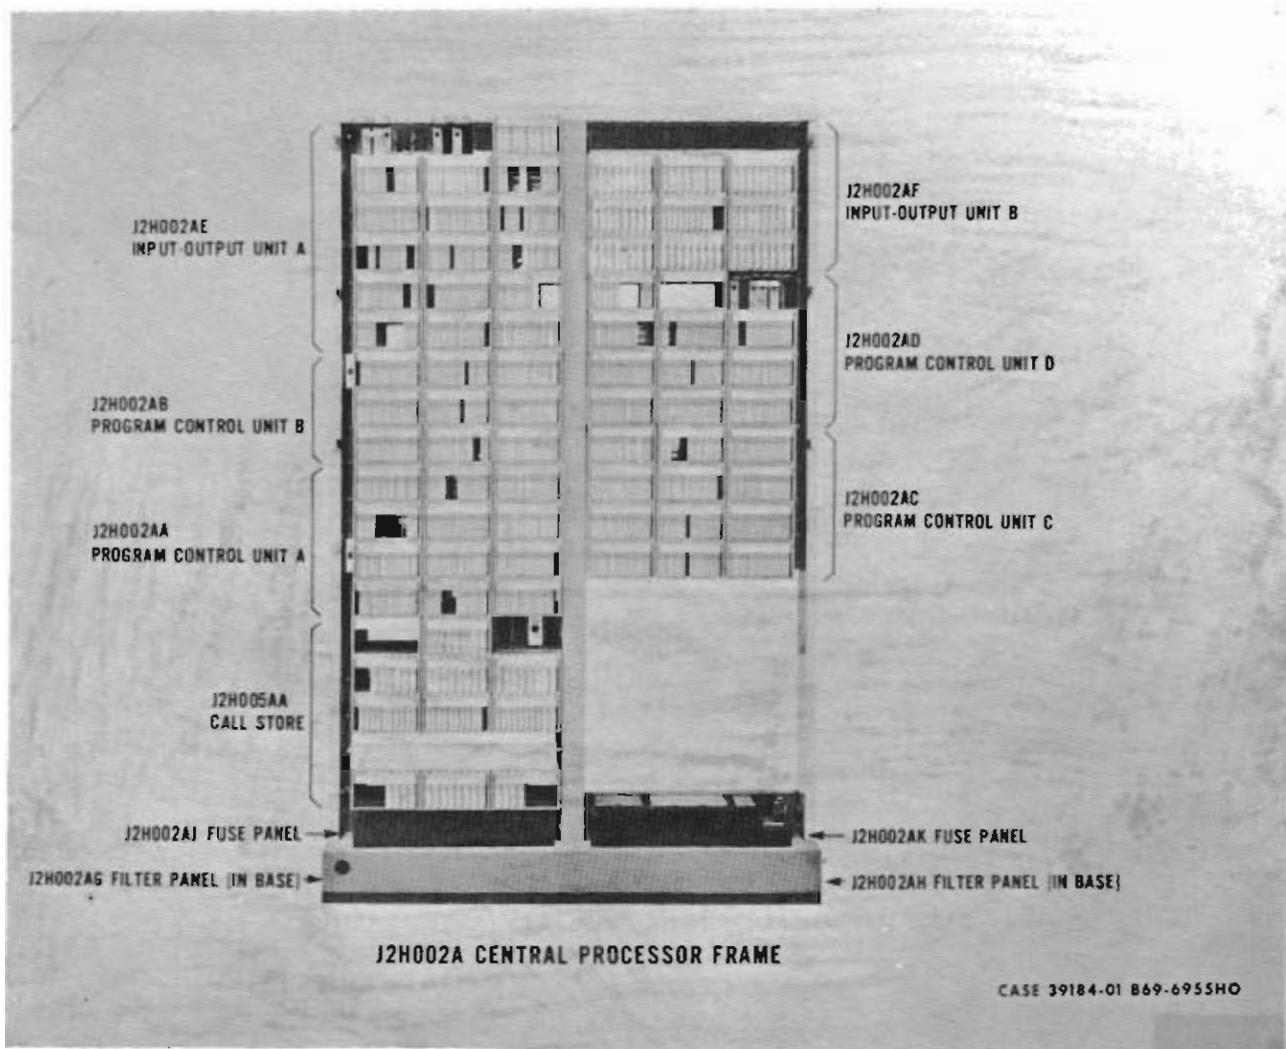 J2H002AE
INPUT-OUTPUT UNIT A
J2H002AB
PROGRAM CONTROL UNIT B
J2H002AA
PROGRAM CONTROL UNIT A
J2H005AA
CALL STORE
J2H002AJ FUSE PANEL
J2H002AG FILTER PANEL (IN BASE)
J2H002AF
INPUT-OUTPUT UNIT B
J2H002AD
PROGRAM CONTROL UNIT D
J2H002AC
PROGRAM CONTROL UNIT C
J2H002AK FUSE PANEL
J2H002AH FILTER PANEL (IN BASE)
J2H002A CENTRAL PROCESSOR FRAME
CASE 39184-01 B69-6955HO